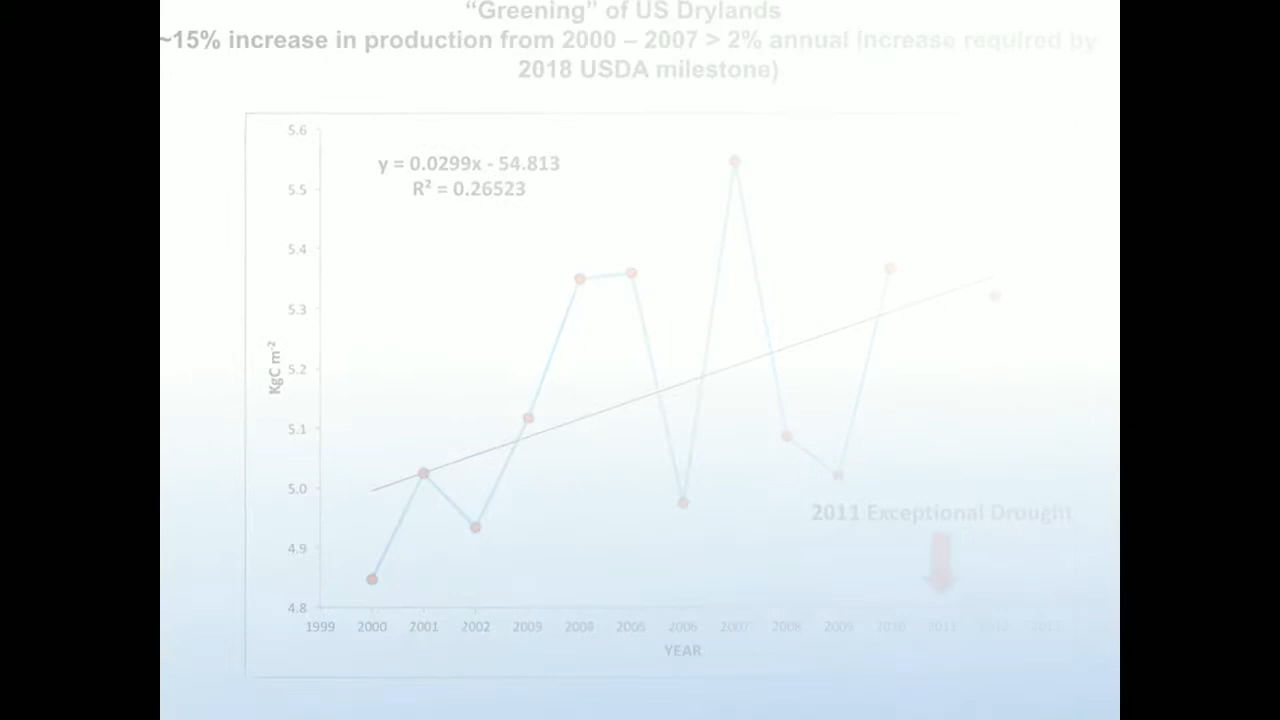 “Greening” of US Drylands
~15% increase in production from 2000 – 2007 > 2% annual increase required by
2018 USDA milestone)
y = 0.0299x - 54.813
R² = 0.26523
5.6
5.5
5.4
5.3
5.2
5.1
5.0
4.9
4.8
KgC m⁻²
2011 Exceptional Drought
1999 2000 2001 2002 2003 2004 2005 2006 2007 2008 2009 2010 2011 2012 2013
YEAR